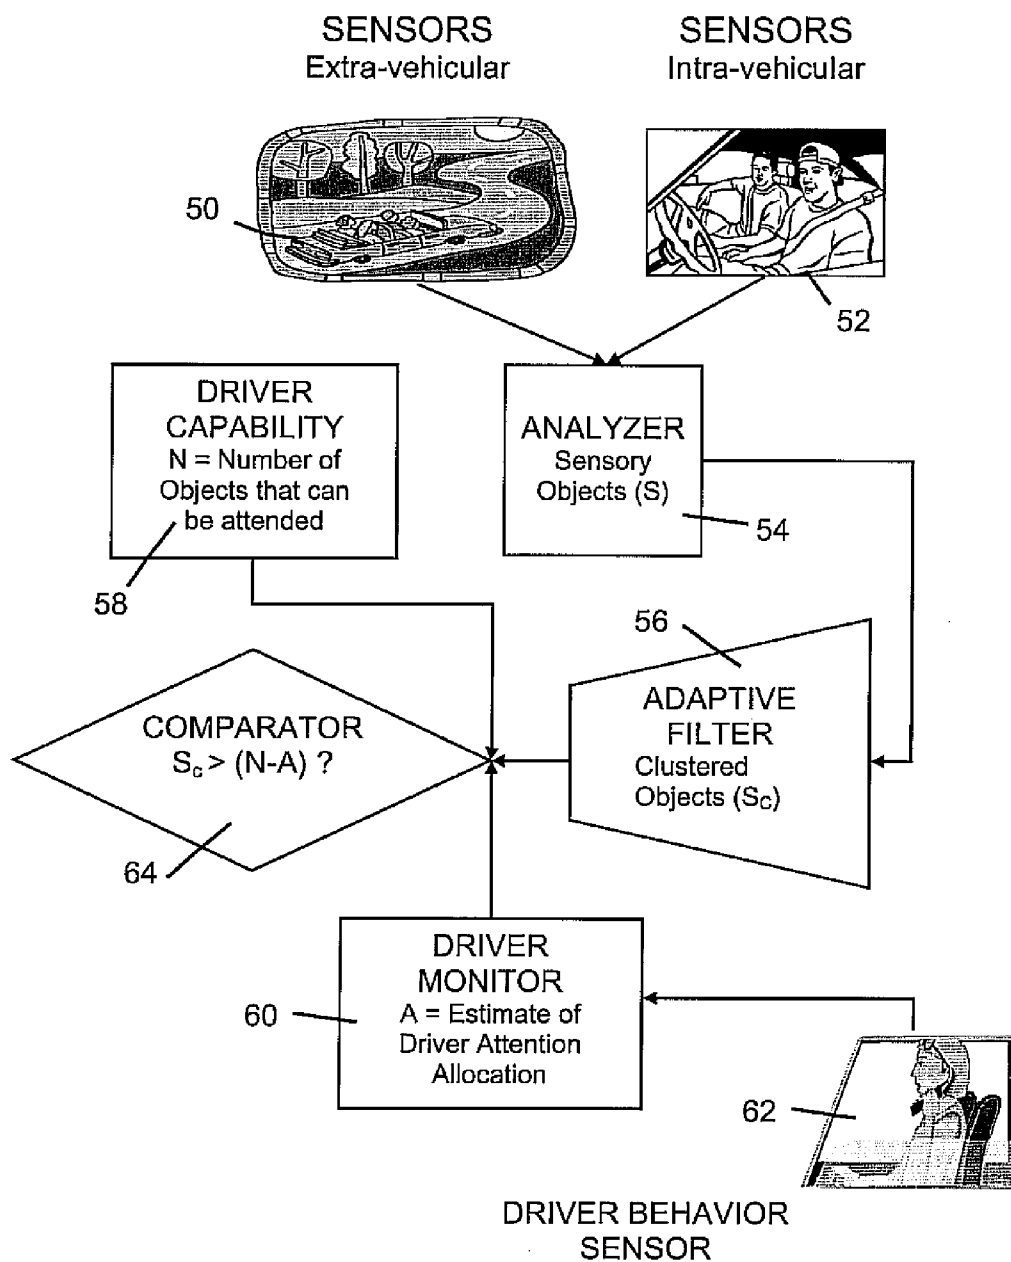 SENSORS
Extra-vehicular
SENSORS
Intra-vehicular
50
52
DRIVER
CAPABILITY
N = Number of
Objects that can
be attended
58
ANALYZER
Sensory
Objects (S)
54
56
ADAPTIVE
FILTER
Clustered
Objects (Sc)
COMPARATOR
Sc > (N-A) ?
64
DRIVER
MONITOR
A = Estimate of
Driver Attention
Allocation
60
62
DRIVER BEHAVIOR
SENSOR